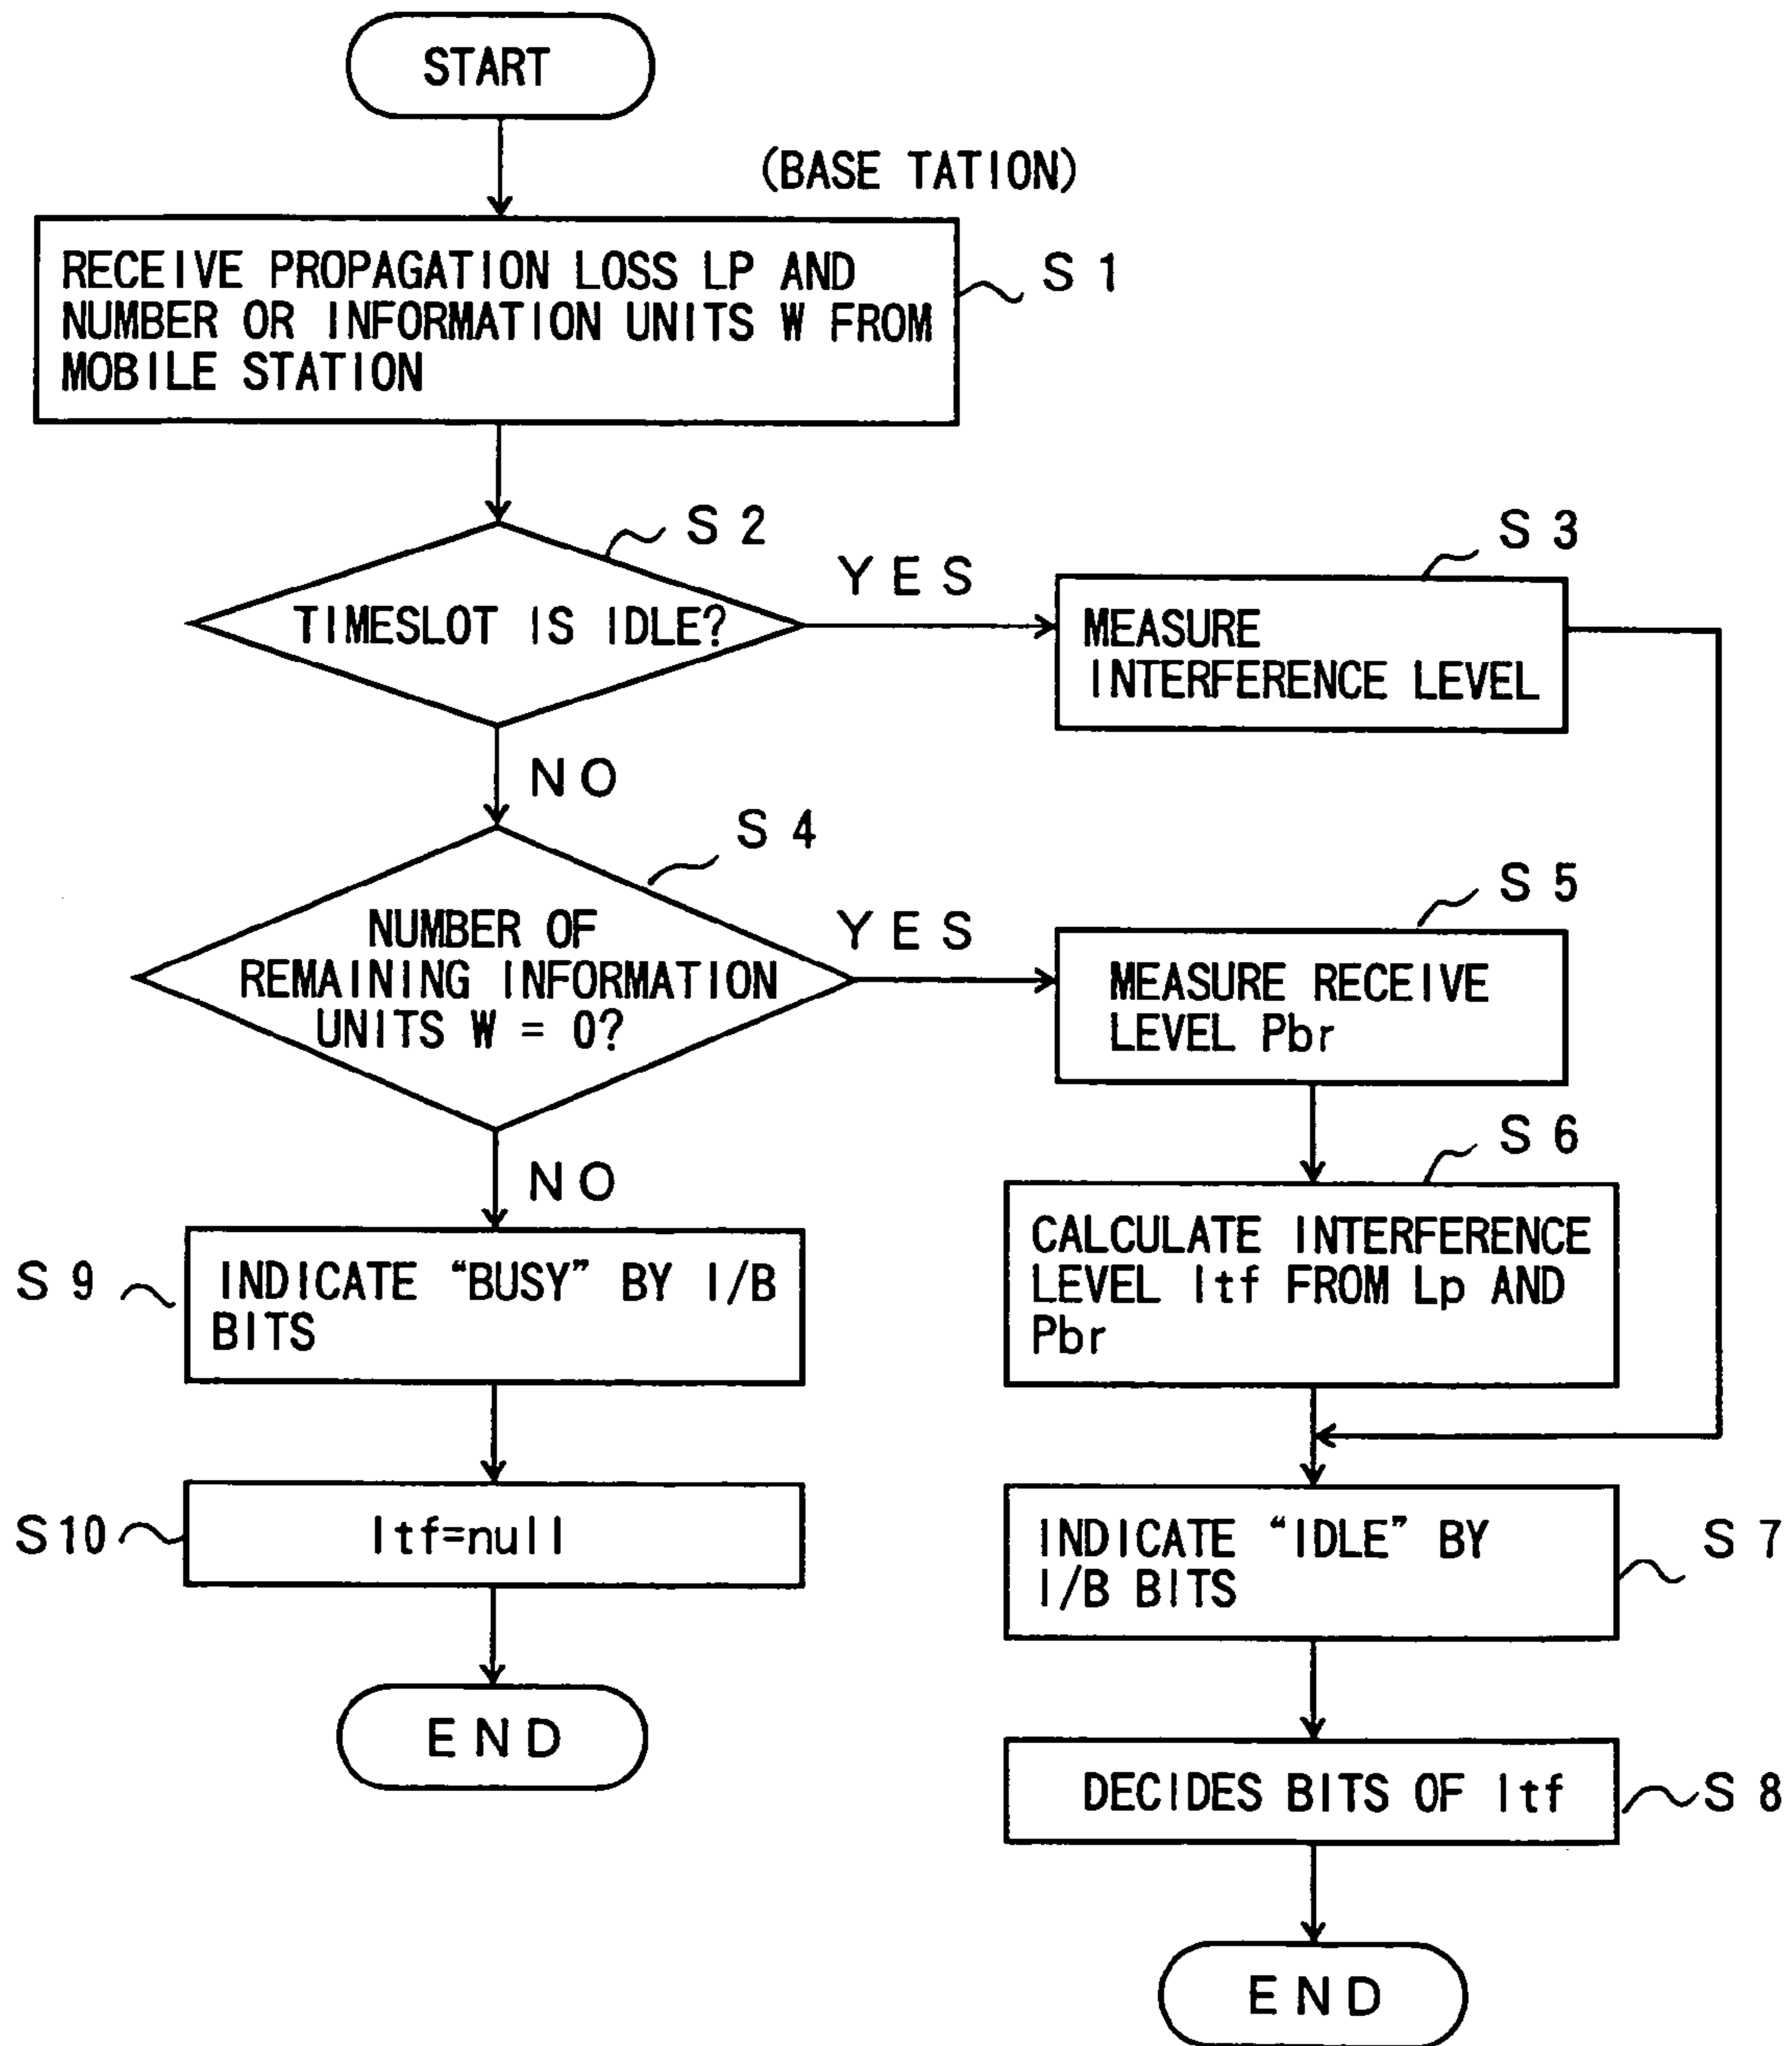 START
(BASE TATION)
RECEIVE PROPAGATION LOSS LP AND
NUMBER OR INFORMATION UNITS W FROM
MOBILE STATION
S 1
S 2
TIMESLOT IS IDLE?
YES
S 3
MEASURE
INTERFERENCE LEVEL
NO
S 4
NUMBER OF
REMAINING INFORMATION
UNITS W = 0?
YES
S 5
MEASURE RECEIVE
LEVEL Pbr
S 6
CALCULATE INTERFERENCE
LEVEL Itf FROM Lp AND
Pbr
NO
S 9
INDICATE “BUSY” BY I/B
BITS
S10
Itf=null
END
INDICATE “IDLE” BY
I/B BITS
S 7
DECIDES BITS OF Itf
S 8
END